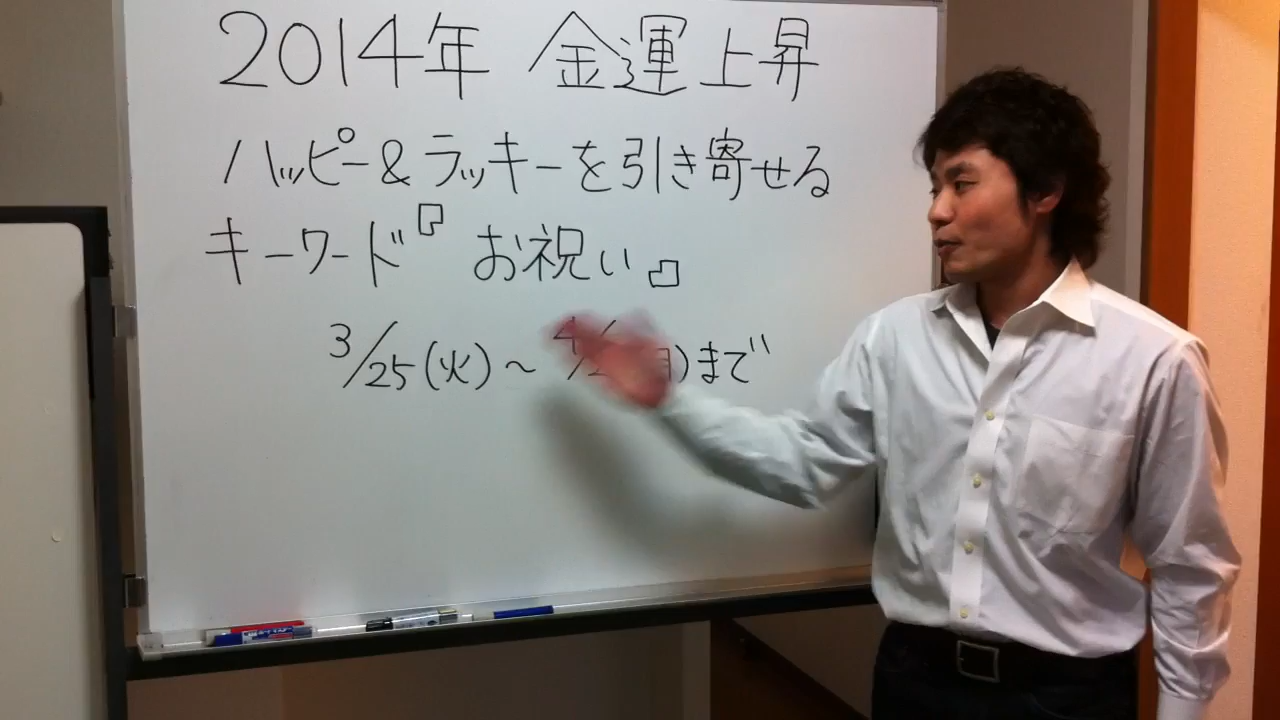 2014年 金運上昇
ハッピー&ラッキーを引き寄せる
キーワード『お祝い』
3/25(火)～4/ )まで